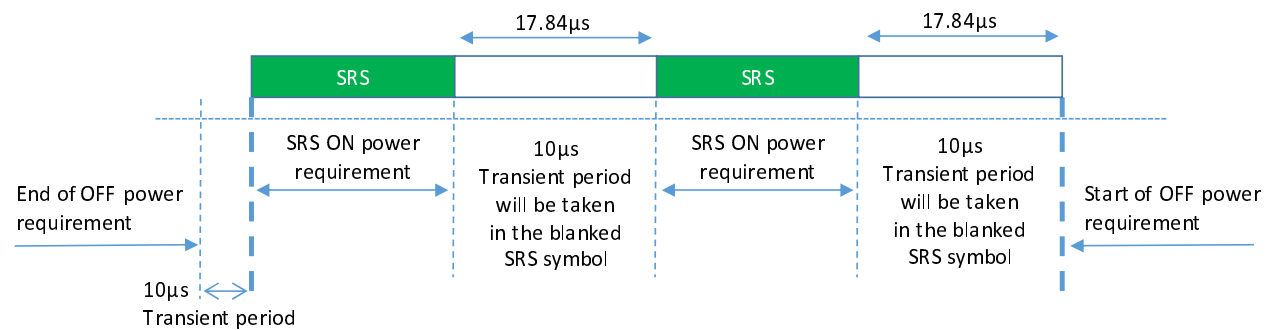 17.84µs
17.84µs
SRS
SRS
SRS ON power
requirement
10µs
Transient period
will be taken
in the blanked
SRS symbol
SRS ON power
requirement
10µs
Transient period
will be taken
in the blanked
SRS symbol
End of OFF power
requirement
Start of OFF power
requirement
10µs
Transient period